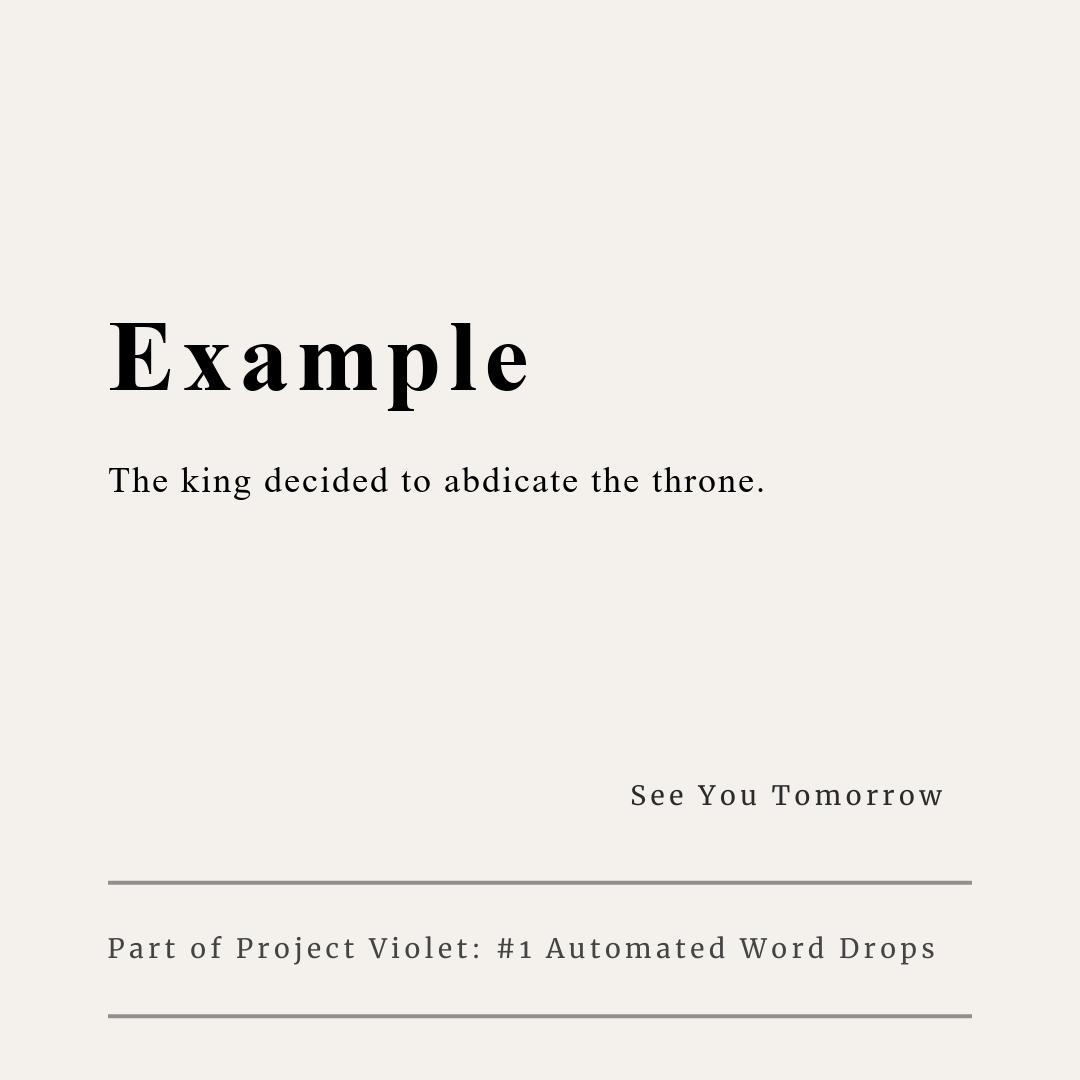 Example
The king decided to abdicate the throne.
See You Tomorrow
Part of Project Violet: #1 Automated Word Drops